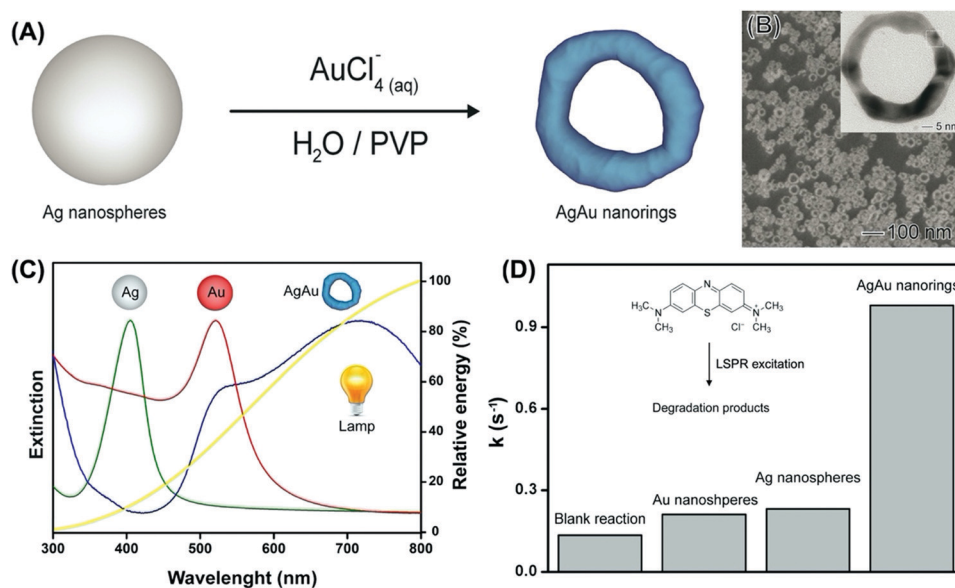 (A)
AuCl4- (aq)
H2O / PVP
Ag nanospheres
AgAu nanorings
(B)
5 nm
100 nm
(C)
Ag
Au
AgAu
Lamp
Extinction
Relative energy (%)
100
80
60
40
20
0
300 400 500 600 700 800
Wavelenght (nm)
(D)
k (s-1)
0.9
0.6
0.3
0.0
H3C
N
CH3
N
S
Cl-
N+
CH3
CH3
LSPR excitation
Degradation products
Blank reaction
Au nanoshperes
Ag nanospheres
AgAu nanorings